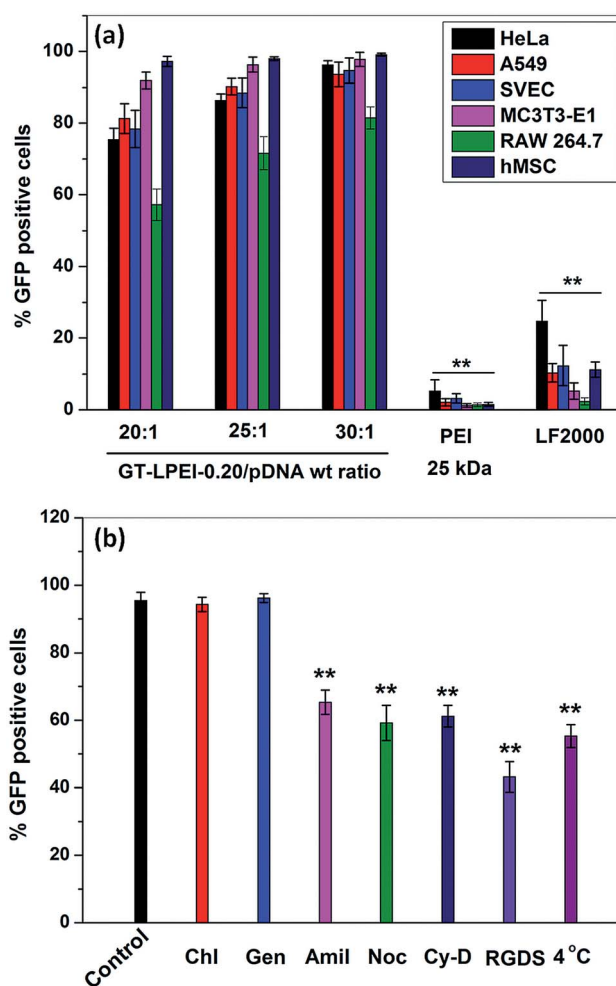 (a)
HeLa
A549
SVEC
MC3T3-E1
RAW 264.7
hMSC
% GFP positive cells
100
80
60
40
20
0
**
**
20:1 25:1 30:1 PEI LF2000
GT-LPEI-0.20/pDNA wt ratio 25 kDa
(b)
% GFP positive cells
120
100
80
60
40
20
0
** ** ** ** **
Control Chl Gen Amil Noc Cy-D RGDS 4 °C